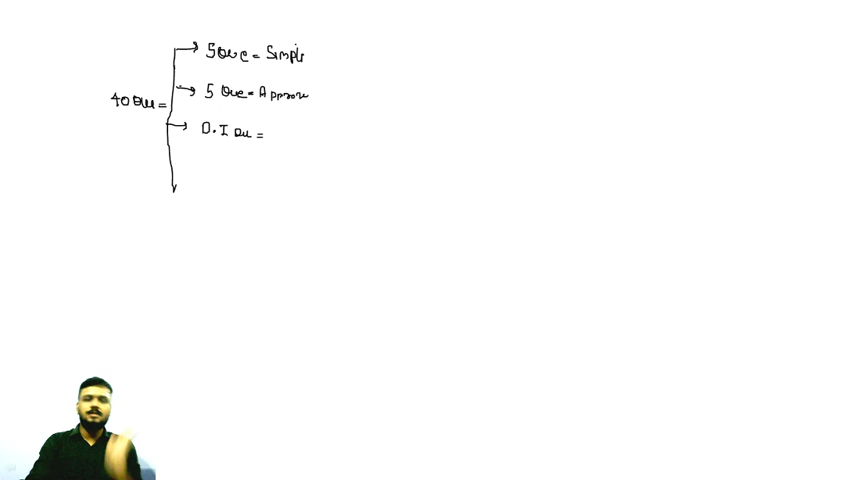 5 Que = Simple
40 Que =
5 Que = Approx
D.I Que =